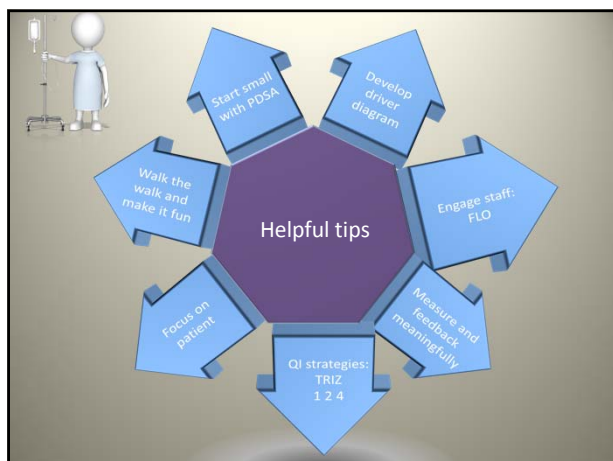 Start small
with PDSA
Develop
driver
diagram
Walk the
walk and
make it fun
Helpful tips
Engage staff:
FLO
Focus on
patient
Measure and
feedback
meaningfully
QI strategies:
TRIZ
1 2 4